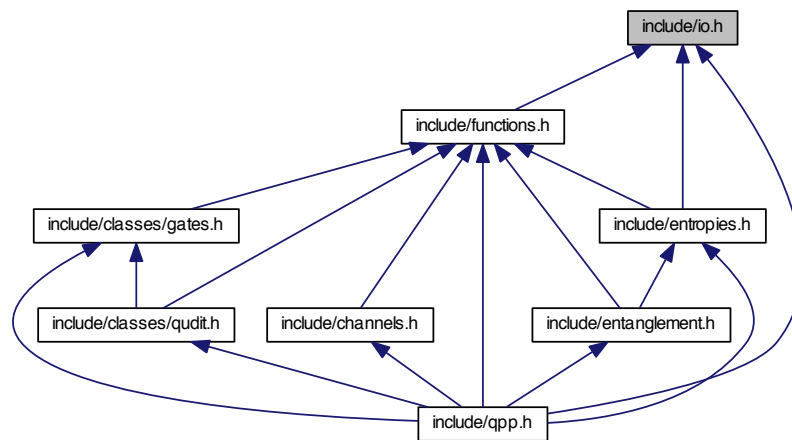 include/io.h
include/functions.h
include/classes/gates.h
include/entropies.h
include/classes/qudit.h
include/channels.h
include/entanglement.h
include/qpp.h